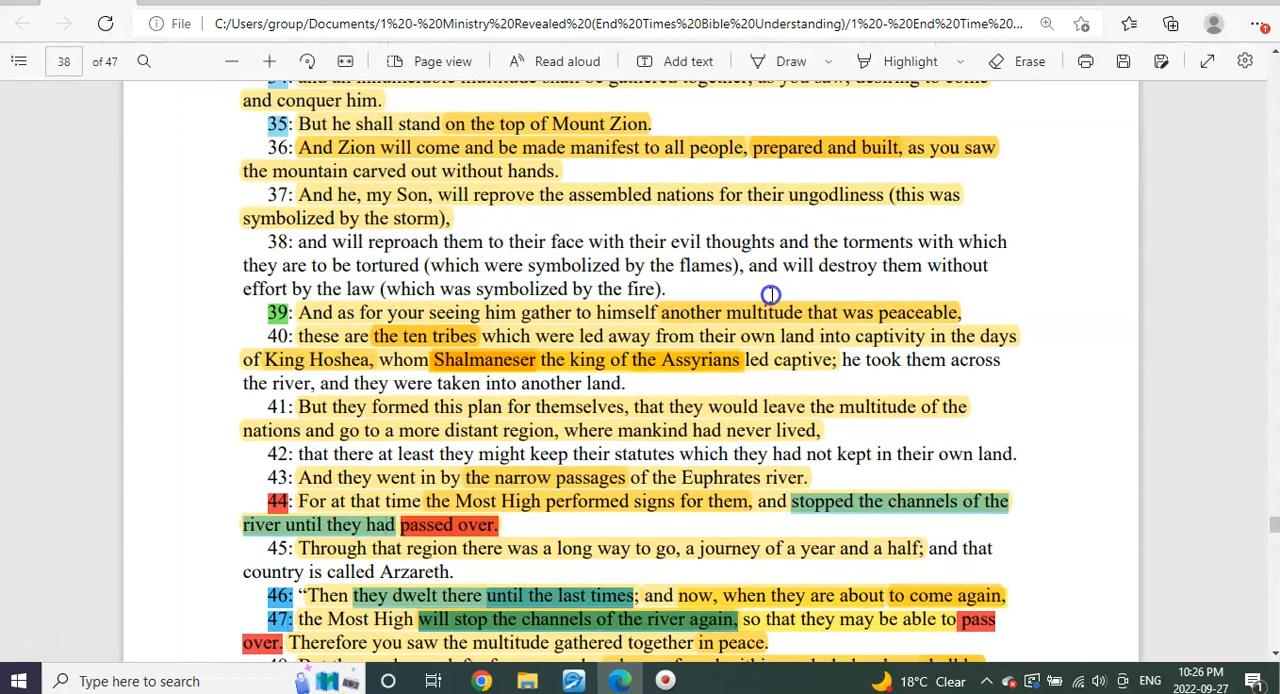 File
C:/Users/group/Documents/1%20-%20Ministry%20Revealed%20(End%20Times%20Bible%20Understanding)/1%20-%20End%20Time%20...
38
of 47
Page view
Read aloud
Add text
Draw
Highlight
Erase
34: and an innumerable multitude shall be gathered together, as you saw, desiring to come
and conquer him.
35: But he shall stand on the top of Mount Zion.
36: And Zion will come and be made manifest to all people, prepared and built, as you saw
the mountain carved out without hands.
37: And he, my Son, will reprove the assembled nations for their ungodliness (this was
symbolized by the storm),
38: and will reproach them to their face with their evil thoughts and the torments with which
they are to be tortured (which were symbolized by the flames), and will destroy them without
effort by the law (which was symbolized by the fire).
39: And as for your seeing him gather to himself another multitude that was peaceable,
40: these are the ten tribes which were led away from their own land into captivity in the days
of King Hoshea, whom Shalmaneser the king of the Assyrians led captive; he took them across
the river, and they were taken into another land.
41: But they formed this plan for themselves, that they would leave the multitude of the
nations and go to a more distant region, where mankind had never lived,
42: that there at least they might keep their statutes which they had not kept in their own land.
43: And they went in by the narrow passages of the Euphrates river.
44: For at that time the Most High performed signs for them, and stopped the channels of the
river until they had passed over.
45: Through that region there was a long way to go, a journey of a year and a half; and that
country is called Arzareth.
46: “Then they dwelt there until the last times; and now, when they are about to come again,
47: the Most High will stop the channels of the river again, so that they may be able to pass
over. Therefore you saw the multitude gathered together in peace.
Type here to search
18°C Clear
ENG
10:26 PM
2022-09-27